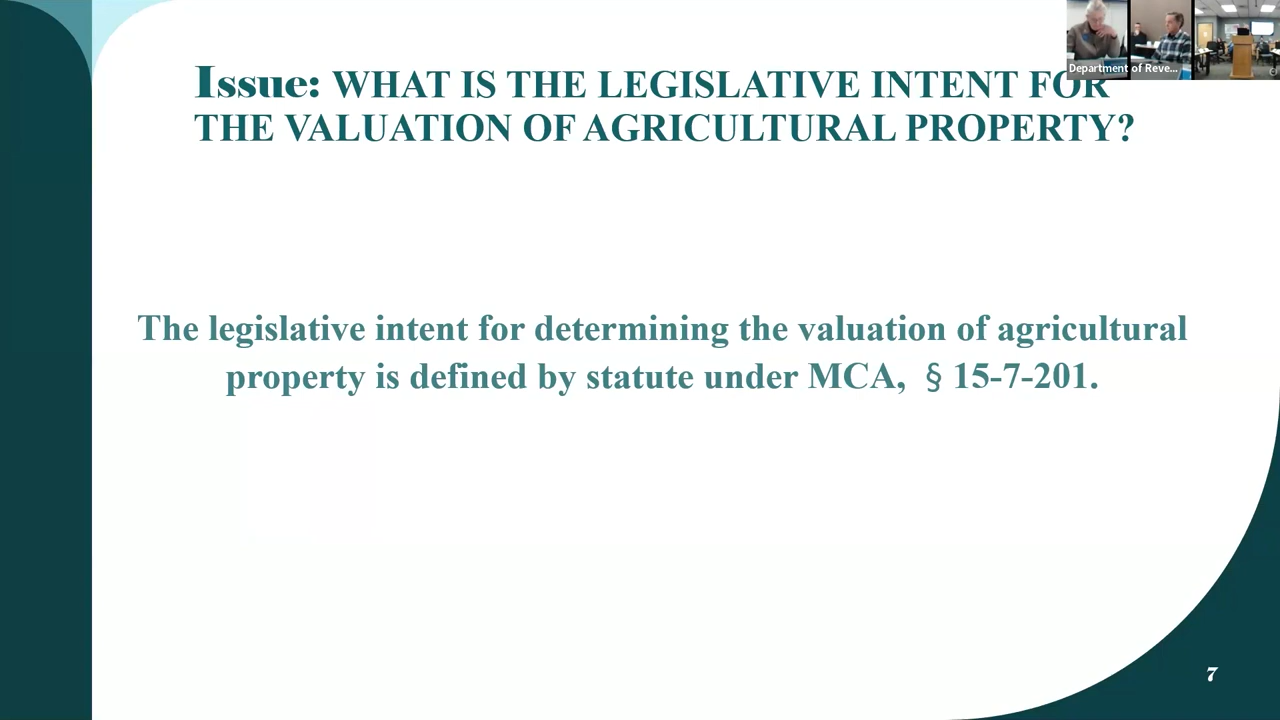 Issue: WHAT IS THE LEGISLATIVE INTENT FOR
THE VALUATION OF AGRICULTURAL PROPERTY?
Department of Reve...
The legislative intent for determining the valuation of agricultural
property is defined by statute under MCA, § 15-7-201.
7